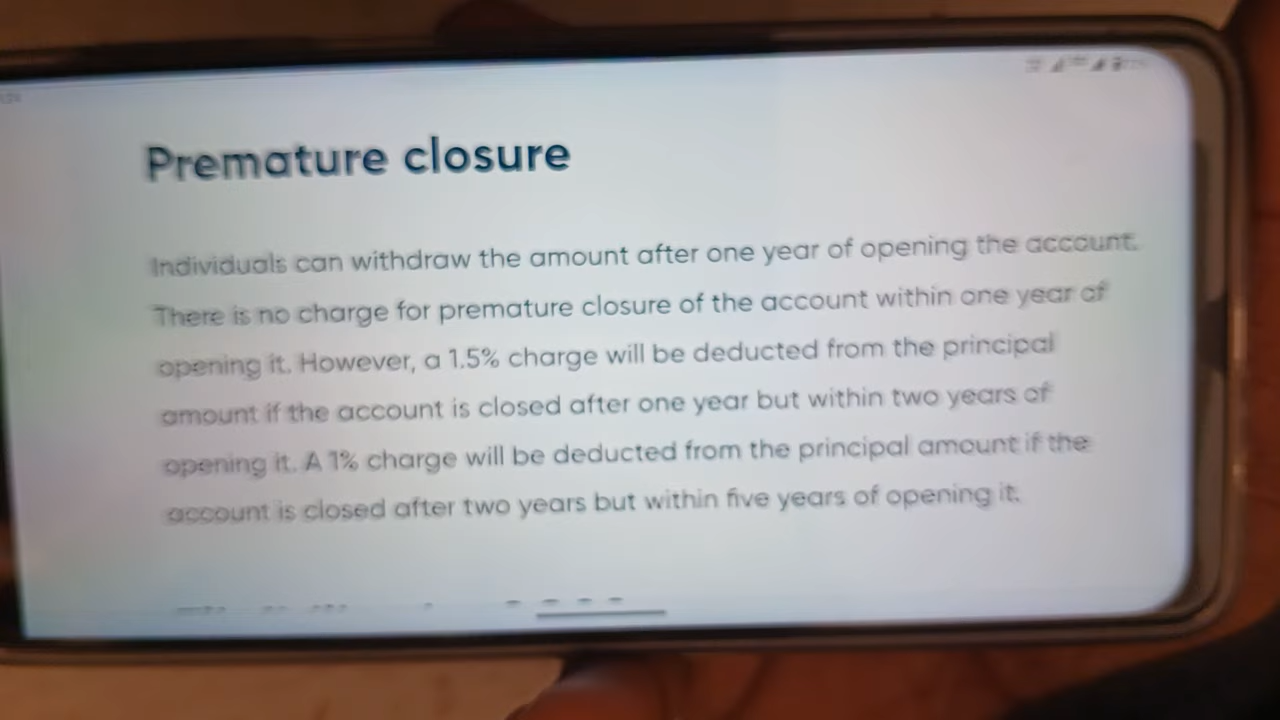 Premature closure
Individuals can withdraw the amount after one year of opening the account.
There is no charge for premature closure of the account within one year of
opening it. However, a 1.5% charge will be deducted from the principal
amount if the account is closed after one year but within two years of
opening it. A 1% charge will be deducted from the principal amount if the
account is closed after two years but within five years of opening it.